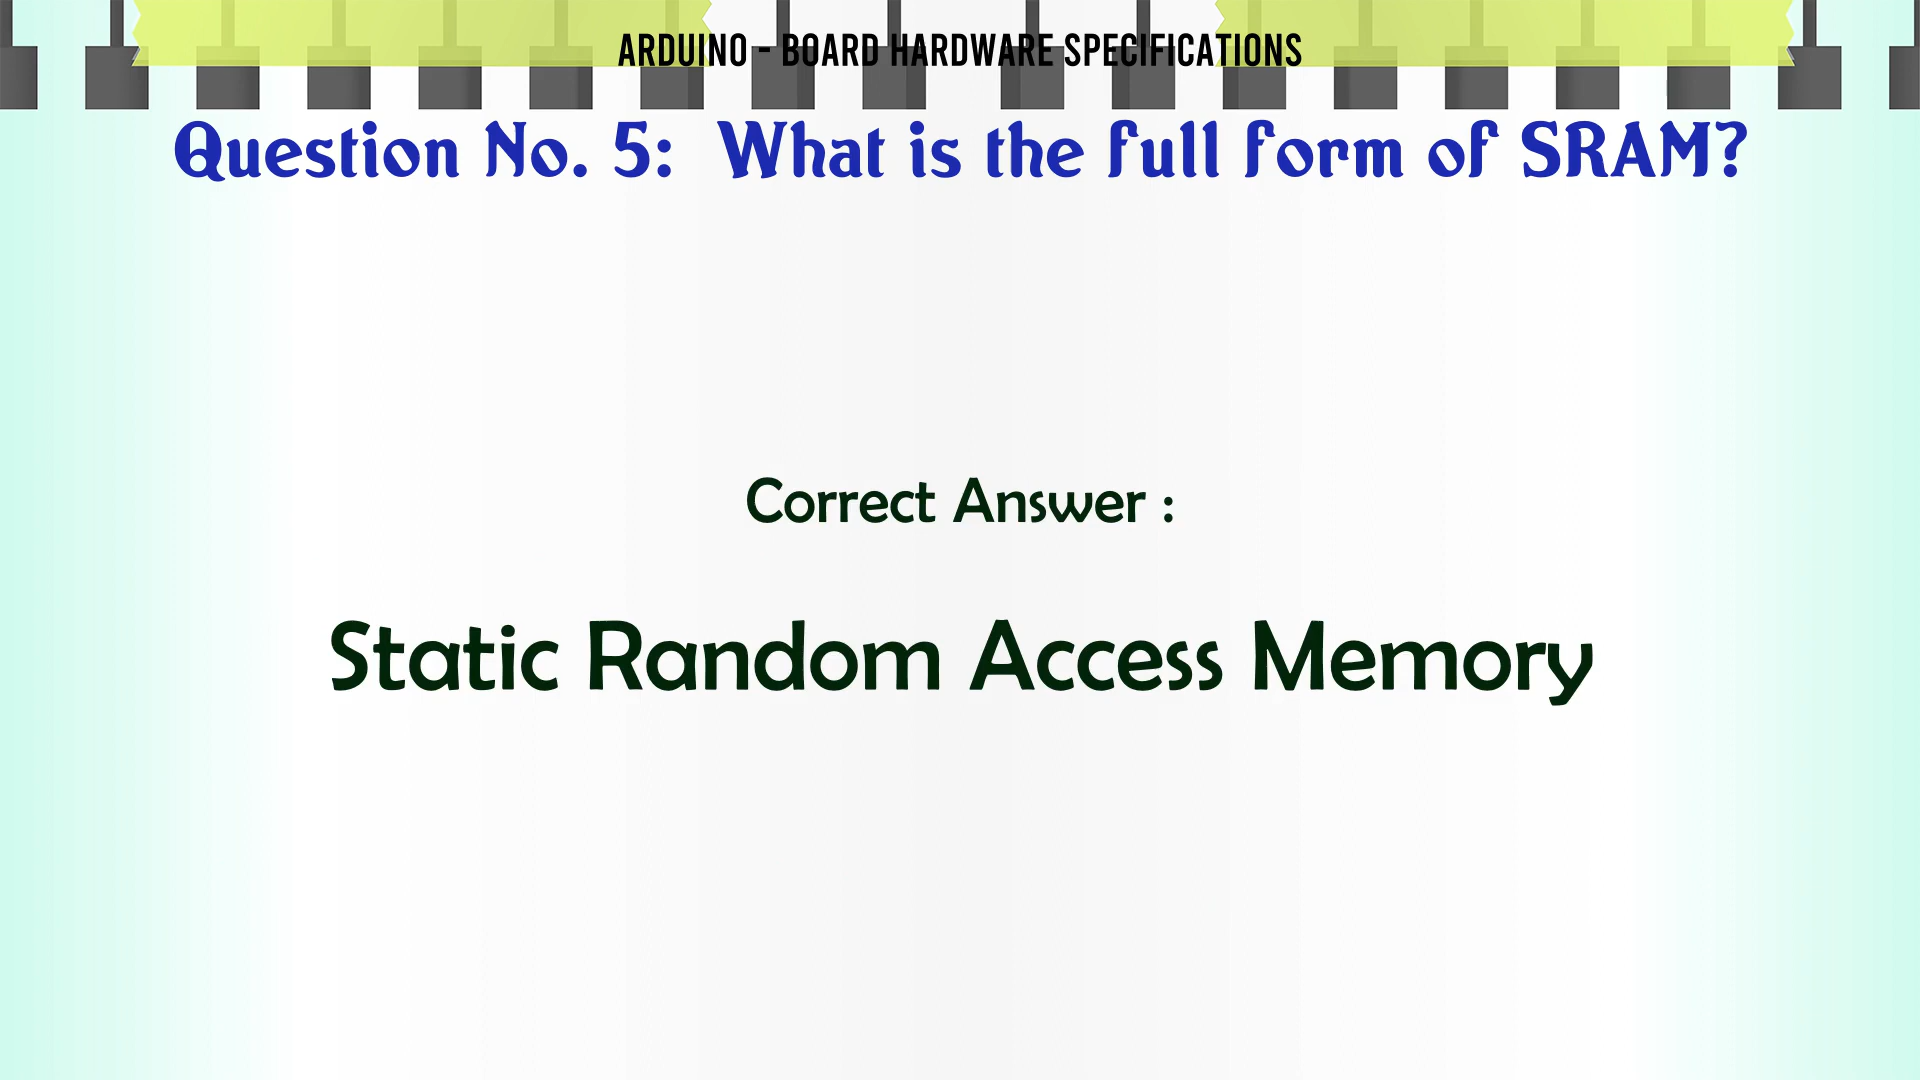 ARDUINO - BOARD HARDWARE SPECIFICATIONS
Question No. 5: What is the full form of SRAM?
Correct Answer :
Static Random Access Memory